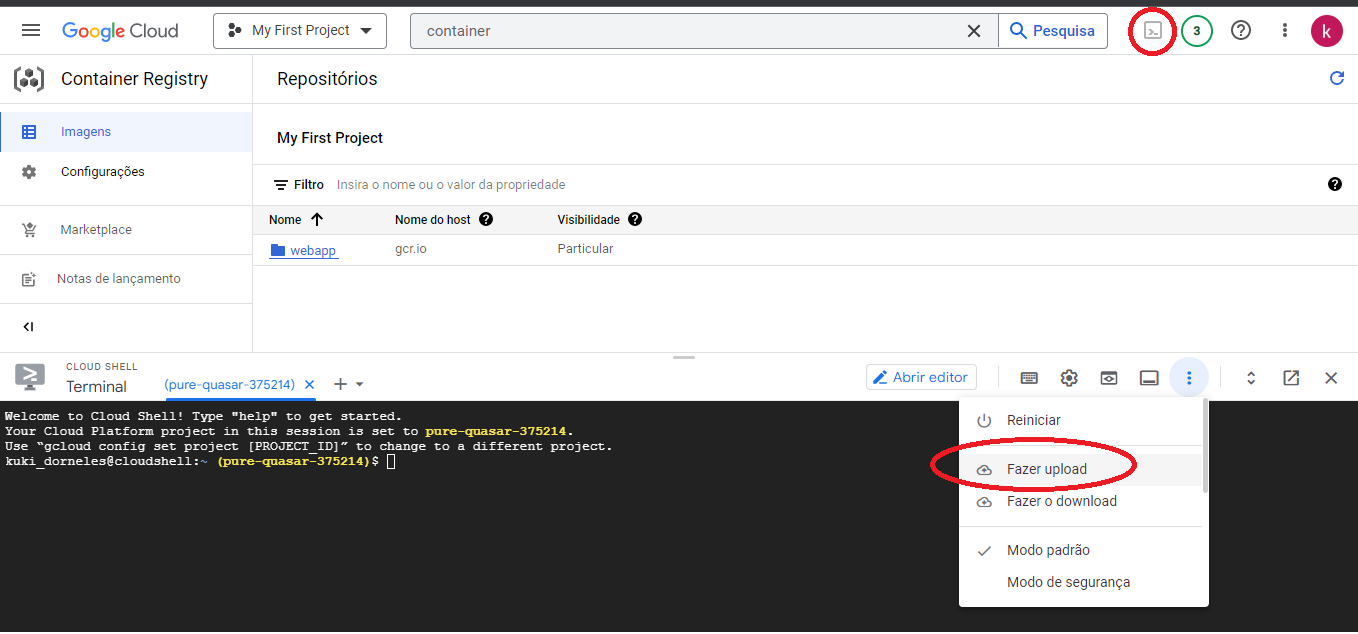 Google Cloud
My First Project
container
Pesquisa
3
k
Container Registry
Repositórios
Imagens
My First Project
Configurações
Filtro Insira o nome ou o valor da propriedade
Nome Nome do host Visibilidade
Marketplace
webapp gcr.io Particular
Notas de lançamento
CLOUD SHELL
Terminal
(pure-quasar-375214)
Abrir editor
Welcome to Cloud Shell! Type "help" to get started.
Your Cloud Platform project in this session is set to pure-quasar-375214.
Use “gcloud config set project [PROJECT_ID]” to change to a different project.
kuki_dorneles@cloudshell:~ (pure-quasar-375214)$
Reiniciar
Fazer upload
Fazer o download
Modo padrão
Modo de segurança